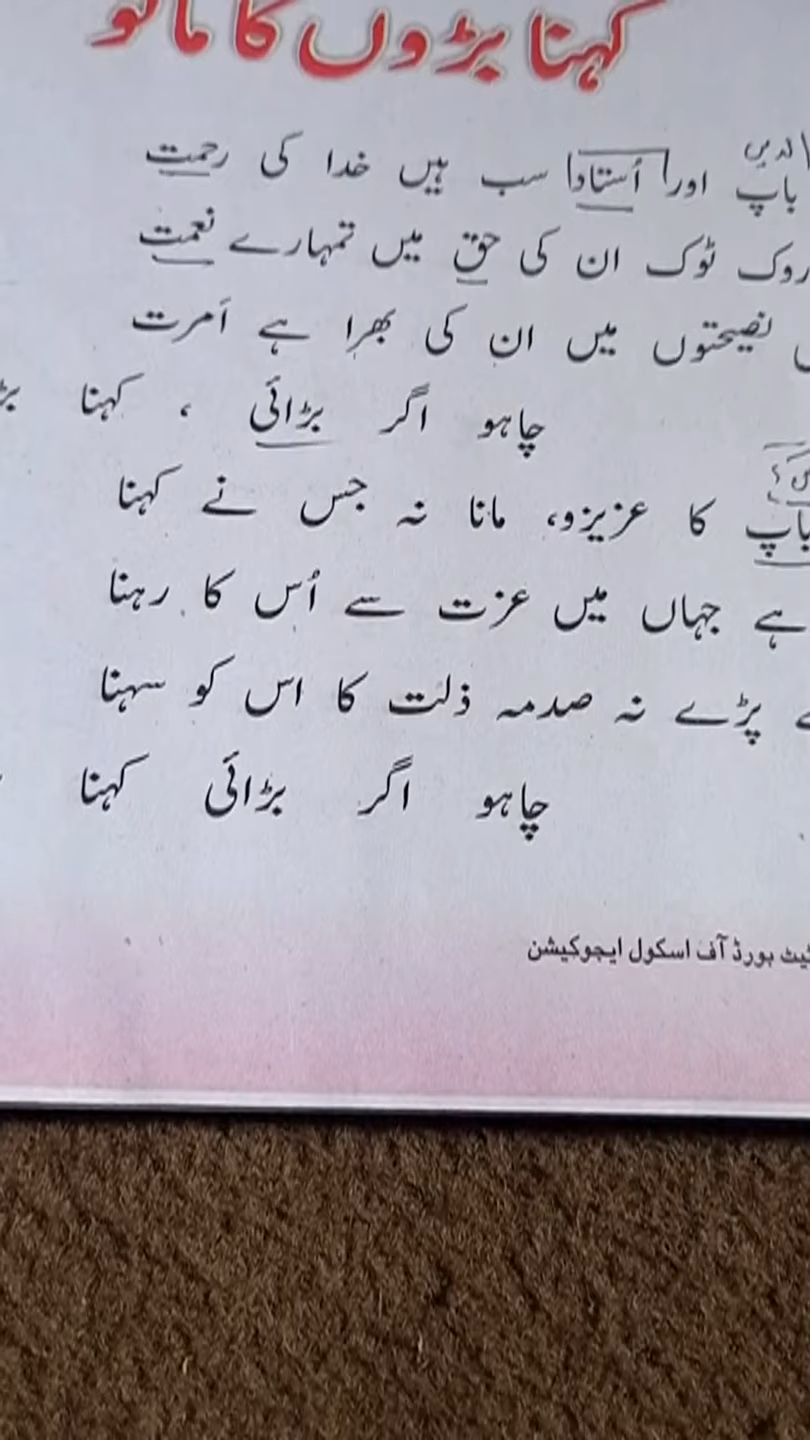 کہنا بڑوں کا مانو
باپ اور اُستاد سب ہیں خدا کی رحمت
روک ٹوک ان کی حق میں تمہارے نعمت
نصیحتوں میں ان کی بھرا ہے اَمرت
چاہو اگر بڑائی ، کہنا
باپ کا عزیزو، مانا نہ جس نے کہنا
ہے جہاں میں عزت سے اُس کا رہنا
پڑے نہ صدمہ ذلت کا اس کو سہنا
چاہو اگر بڑائی کہنا
بورڈ آف اسکول ایجوکیشن